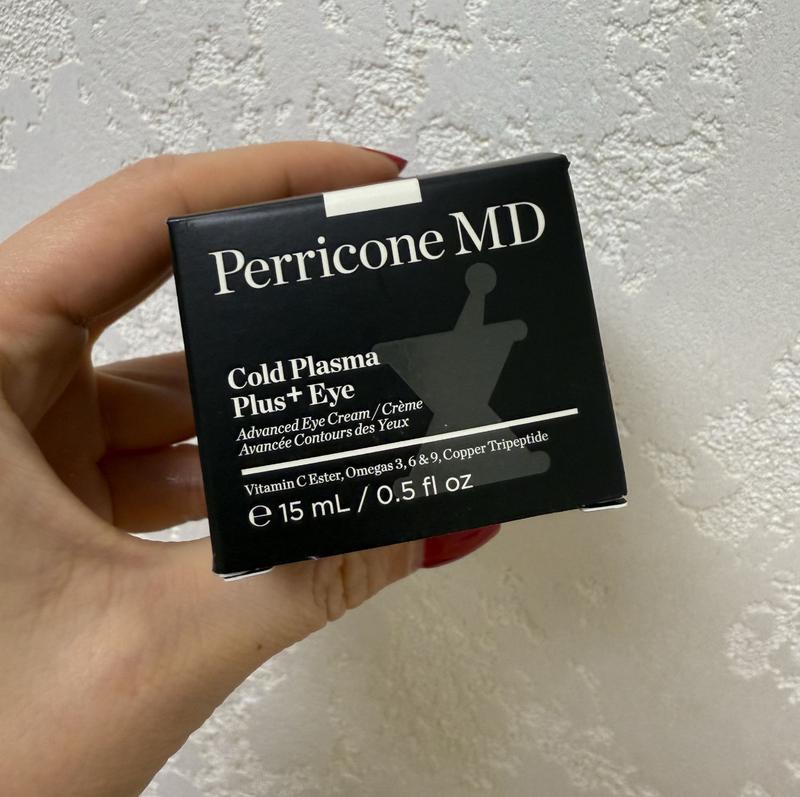 Perricone MD
Cold Plasma
Plus+ Eye
Advanced Eye Cream / Crème
Avancée Contours des Yeux
Vitamin C Ester, Omegas 3, 6 & 9, Copper Tripeptide
℮ 15 mL / 0.5 fl oz